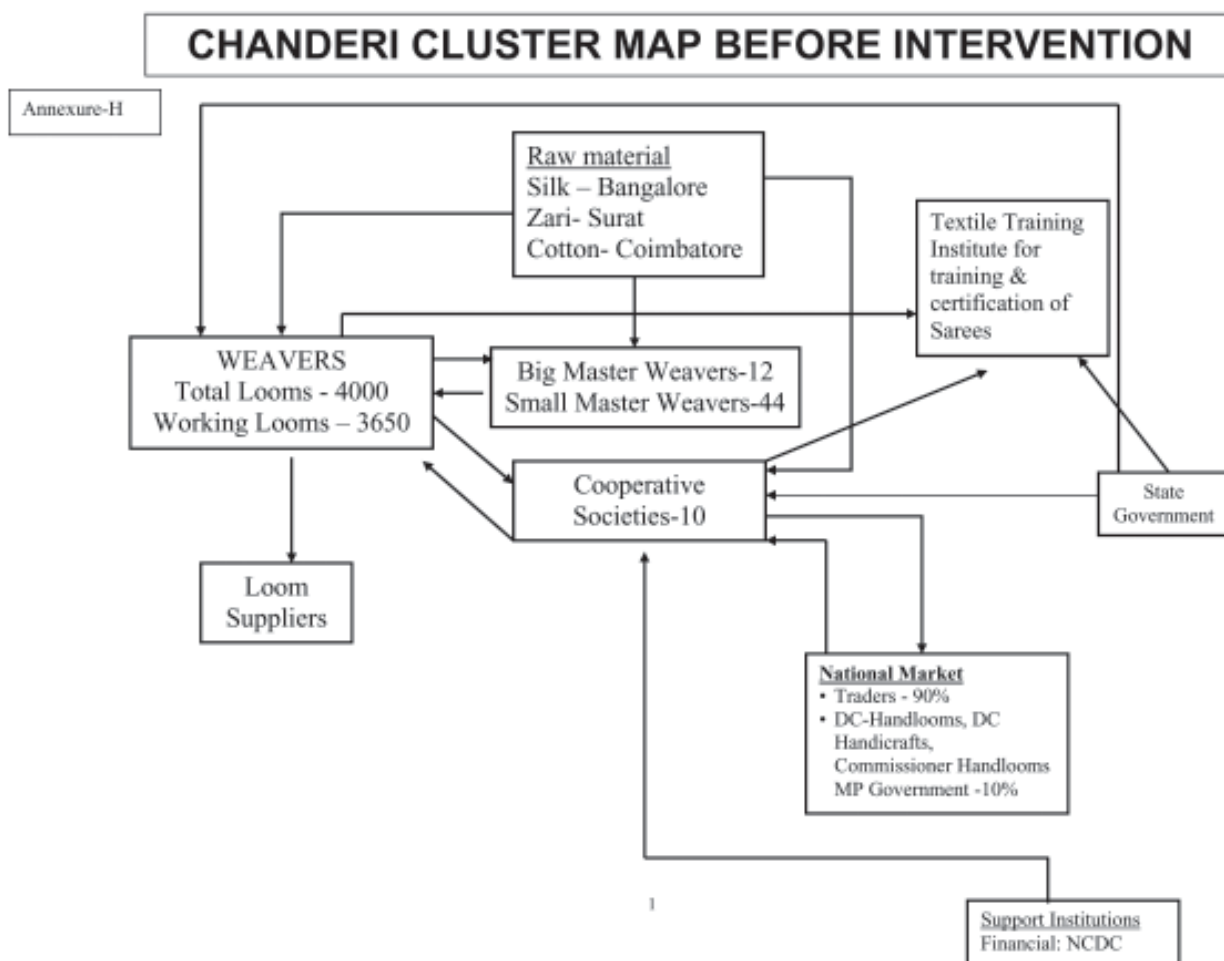 CHANDERI CLUSTER MAP BEFORE INTERVENTION
Annexure-H
Raw material
Silk – Bangalore
Zari- Surat
Cotton- Coimbatore
Textile Training
Institute for
training &
certification of
Sarees
WEAVERS
Total Looms - 4000
Working Looms – 3650
Big Master Weavers-12
Small Master Weavers-44
Cooperative
Societies-10
State
Government
Loom
Suppliers
National Market
• Traders - 90%
• DC-Handlooms, DC
Handicrafts,
Commissioner Handlooms
MP Government -10%
1
Support Institutions
Financial: NCDC